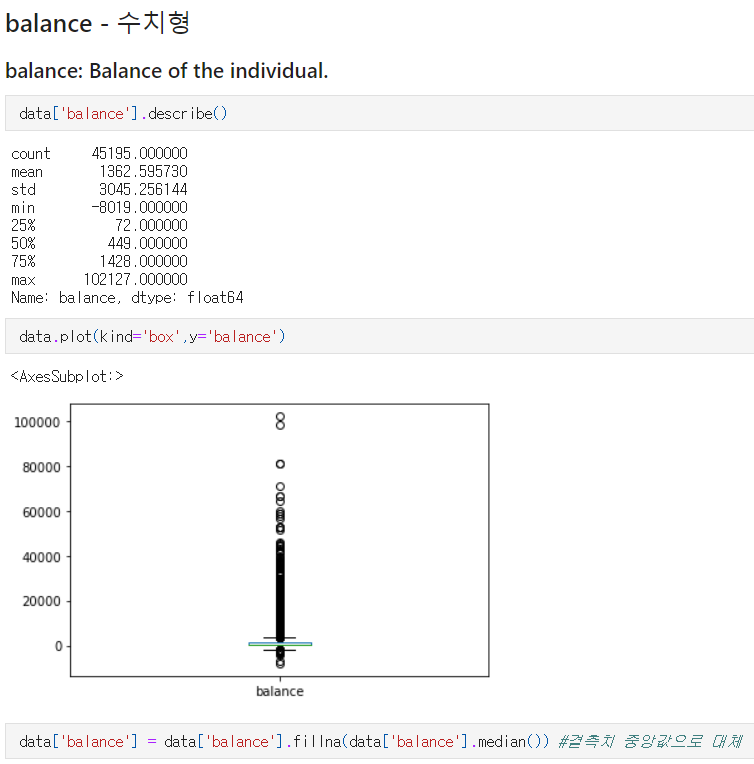 balance - 수치형
balance: Balance of the individual.
data['balance'].describe()
count 45195.000000
mean 1362.595730
std 3045.256144
min -8019.000000
25% 72.000000
50% 449.000000
75% 1428.000000
max 102127.000000
Name: balance, dtype: float64
data.plot(kind='box',y='balance')
<AxesSubplot:>
100000
80000
60000
40000
20000
0
balance
data['balance'] = data['balance'].fillna(data['balance'].median()) #결측치 중앙값으로 대체